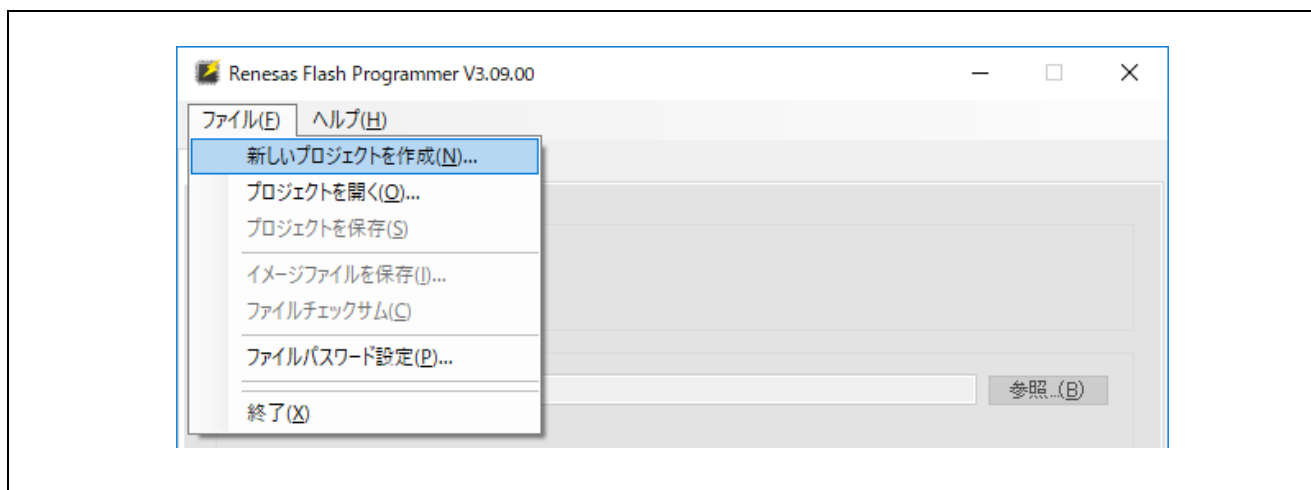 Renesas Flash Programmer V3.09.00
ファイル(F) ヘルプ(H)
新しいプロジェクトを作成(N)...
プロジェクトを開く(O)...
プロジェクトを保存(S)
イメージファイルを保存(I)...
ファイルチェックサム(C)
ファイルパスワード設定(P)...
参照...(B)
終了(X)